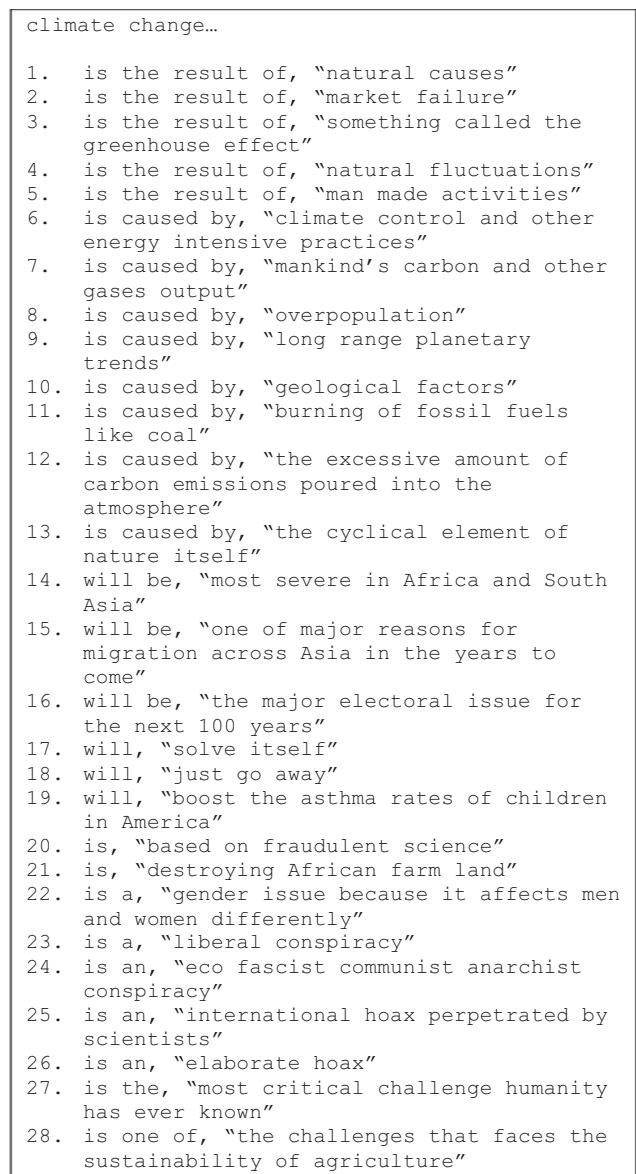 climate change…
1. is the result of, “natural causes”
2. is the result of, “market failure”
3. is the result of, “something called the
greenhouse effect”
4. is the result of, “natural fluctuations”
5. is the result of, “man made activities”
6. is caused by, “climate control and other
energy intensive practices”
7. is caused by, “mankind’s carbon and other
gases output”
8. is caused by, “overpopulation”
9. is caused by, “long range planetary
trends”
10. is caused by, “geological factors”
11. is caused by, “burning of fossil fuels
like coal”
12. is caused by, “the excessive amount of
carbon emissions poured into the
atmosphere”
13. is caused by, “the cyclical element of
nature itself”
14. will be, “most severe in Africa and South
Asia”
15. will be, “one of major reasons for
migration across Asia in the years to
come”
16. will be, “the major electoral issue for
the next 100 years”
17. will, “solve itself”
18. will, “just go away”
19. will, “boost the asthma rates of children
in America”
20. is, “based on fraudulent science”
21. is, “destroying African farm land”
22. is a, “gender issue because it affects men
and women differently”
23. is a, “liberal conspiracy”
24. is an, “eco fascist communist anarchist
conspiracy”
25. is an, “international hoax perpetrated by
scientists”
26. is an, “elaborate hoax”
27. is the, “most critical challenge humanity
has ever known”
28. is one of, “the challenges that faces the
sustainability of agriculture”